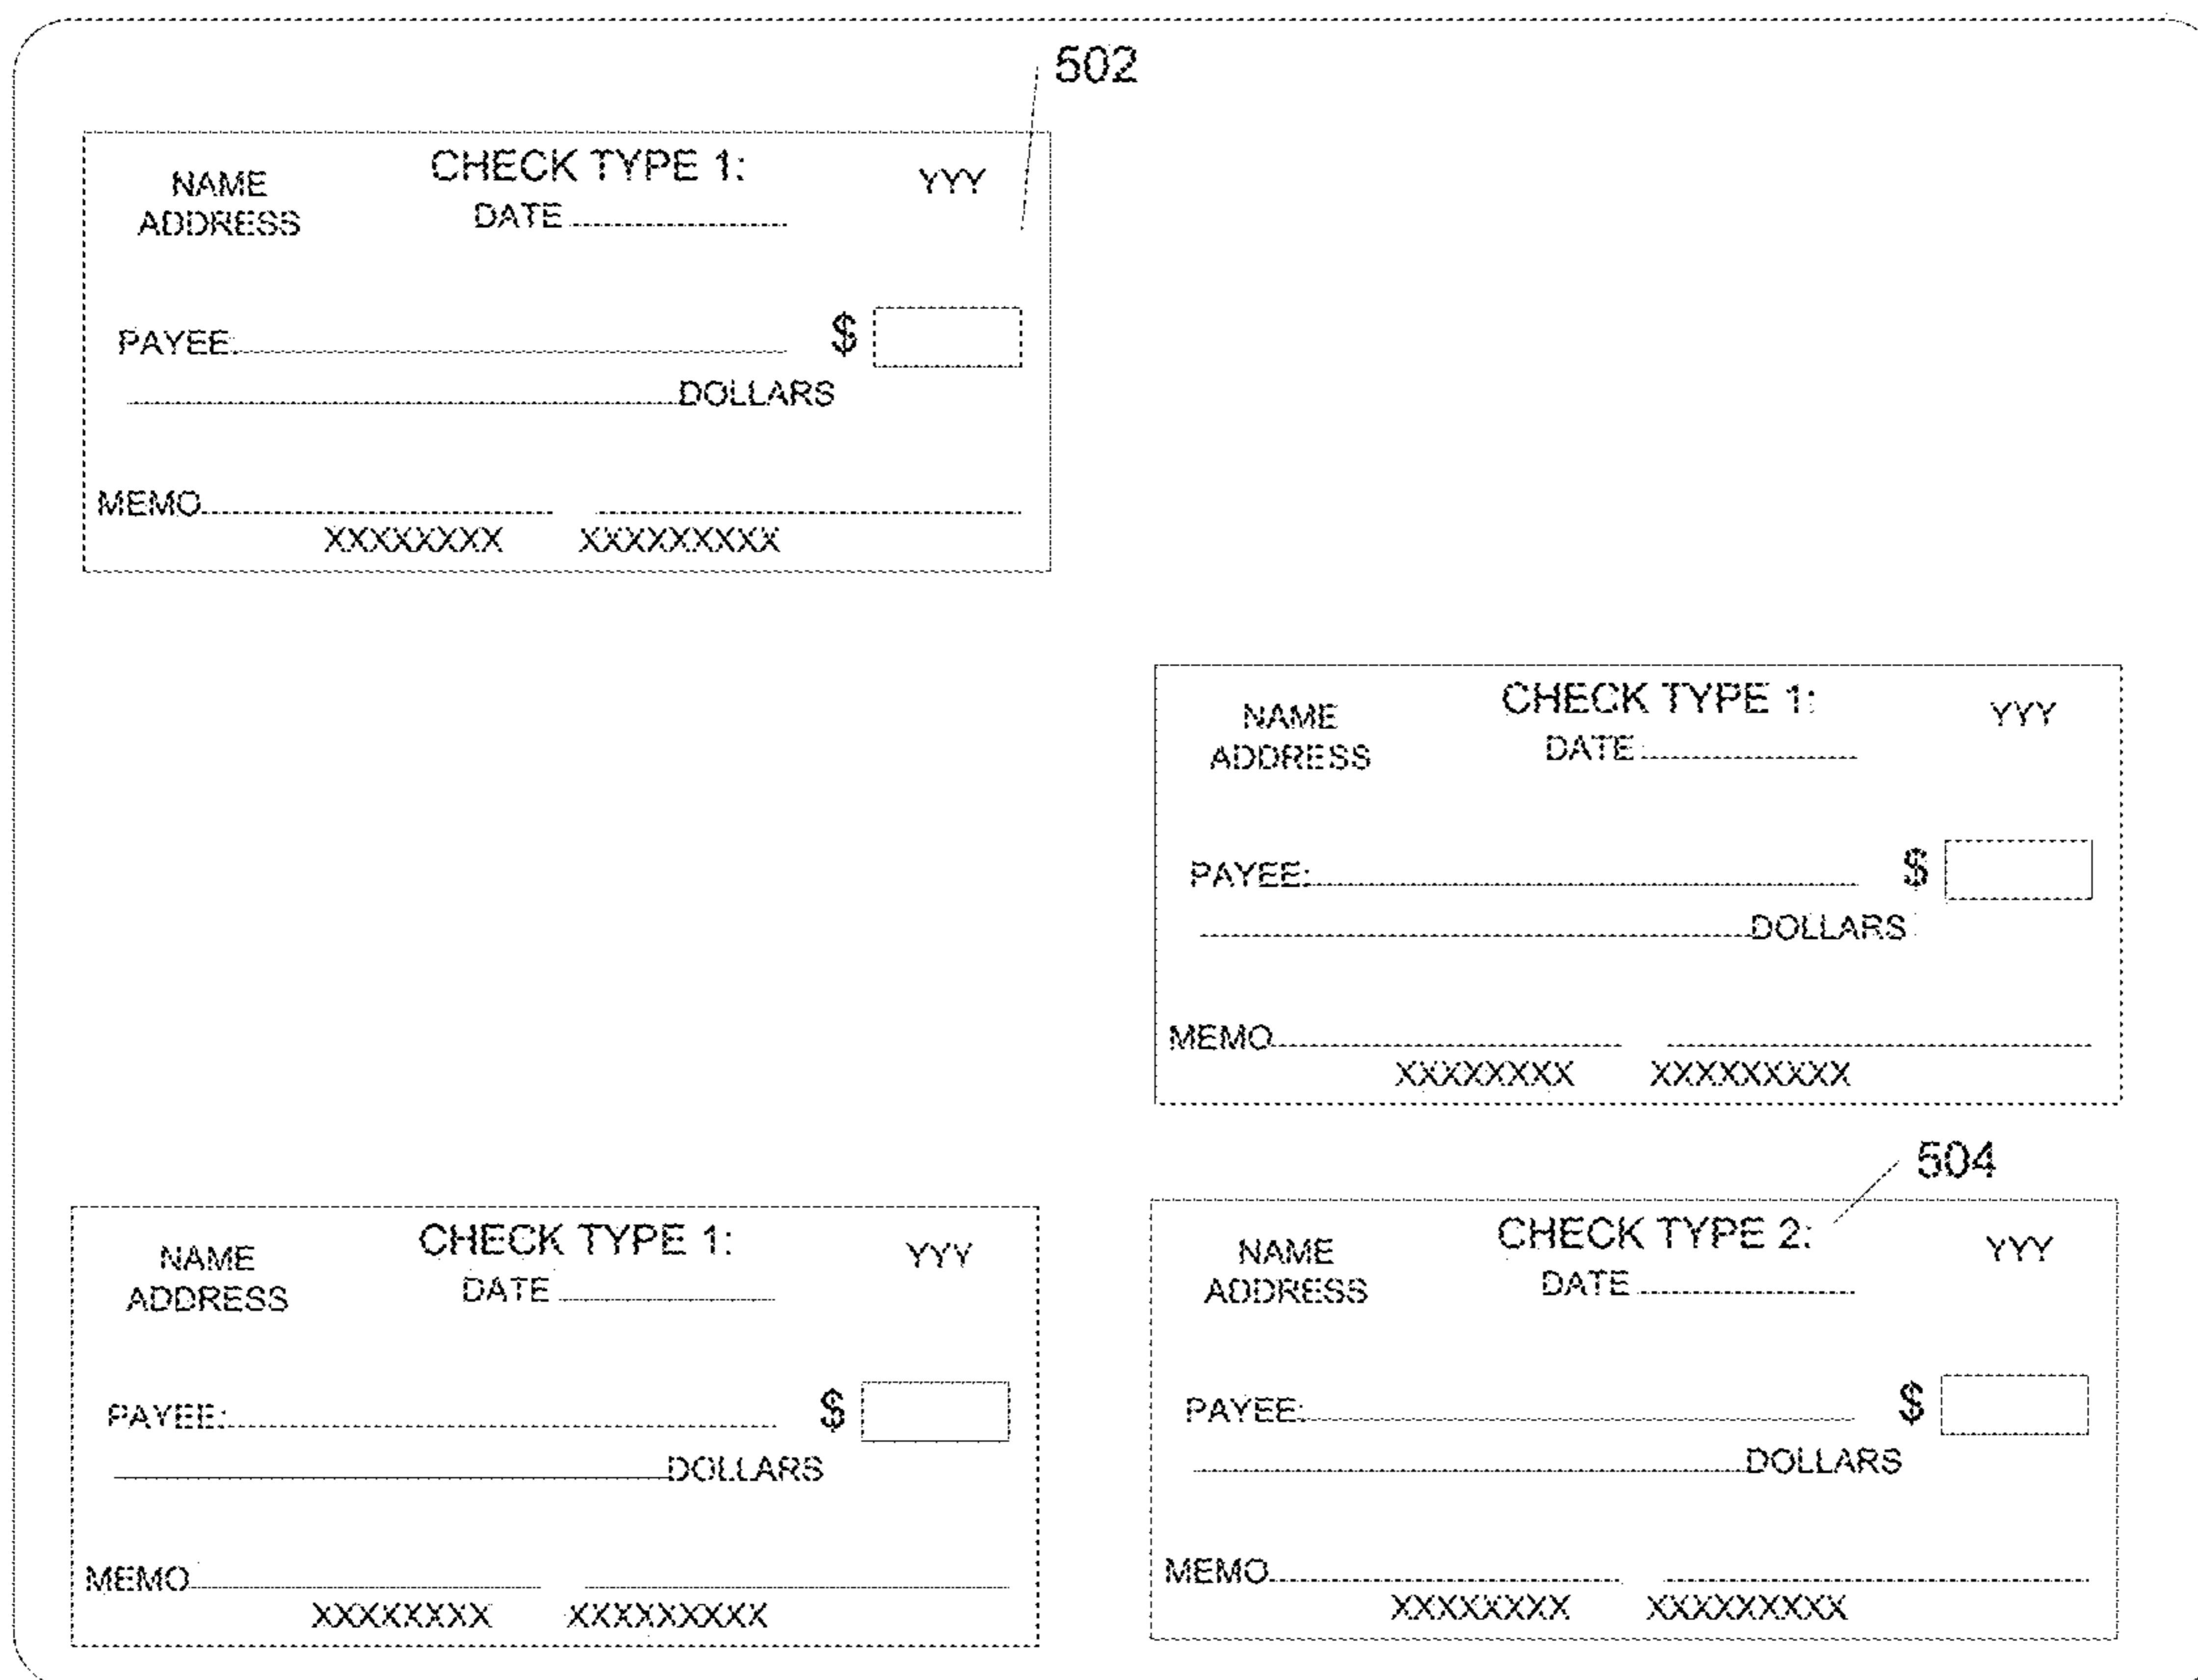 502
CHECK TYPE 1:
NAME YYY
ADDRESS DATE
PAYEE: $
DOLLARS
MEMO
XXXXXXXX XXXXXXXXX
CHECK TYPE 1:
NAME YYY
ADDRESS DATE
PAYEE: $
DOLLARS
MEMO
XXXXXXXX XXXXXXXXX
CHECK TYPE 1:
NAME YYY
ADDRESS DATE
PAYEE: $
DOLLARS
MEMO
XXXXXXXX XXXXXXXXX
504
CHECK TYPE 2:
NAME YYY
ADDRESS DATE
PAYEE: $
DOLLARS
MEMO
XXXXXXXX XXXXXXXXX